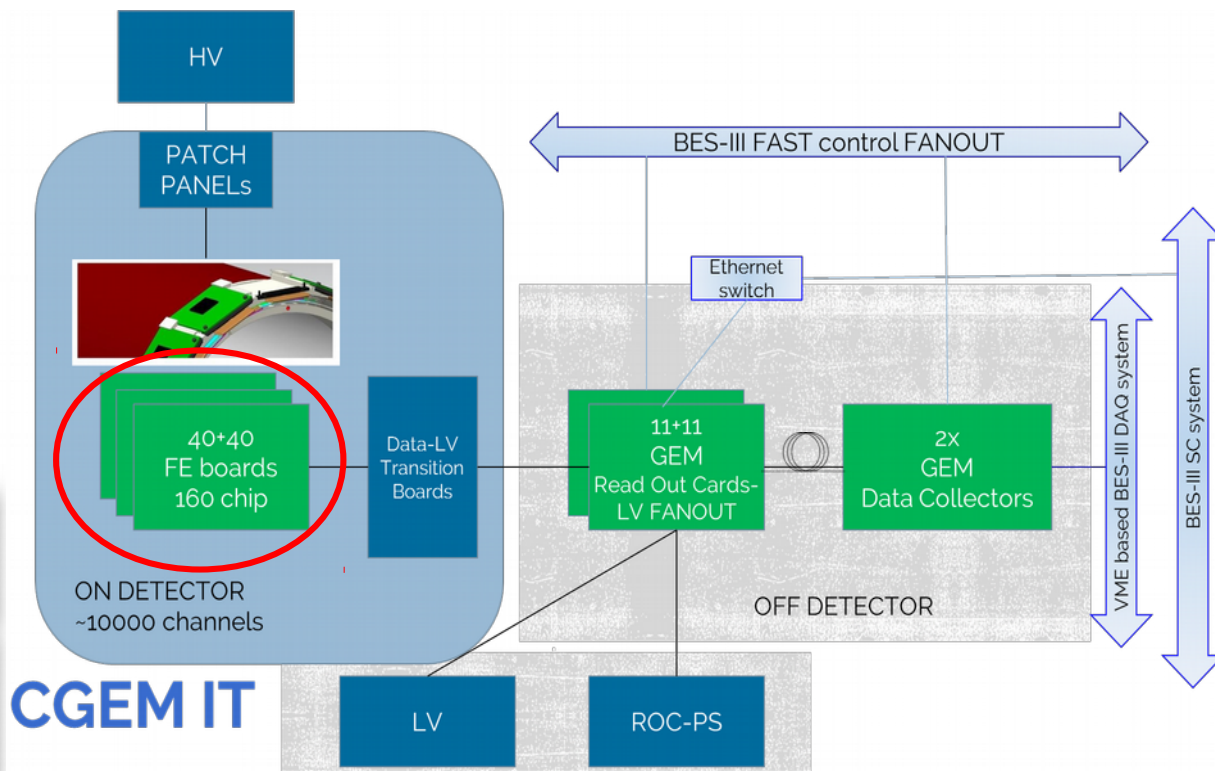 HV
PATCH
PANELs
BES-III FAST control FANOUT
Ethernet
switch
40+40
FE boards
160 chip
Data-LV
Transition
Boards
11+11
GEM
Read Out Cards-
LV FANOUT
2x
GEM
Data Collectors
VME based BES-III DAQ system
BES-III SC system
ON DETECTOR
~10000 channels
OFF DETECTOR
CGEM IT
LV
ROC-PS